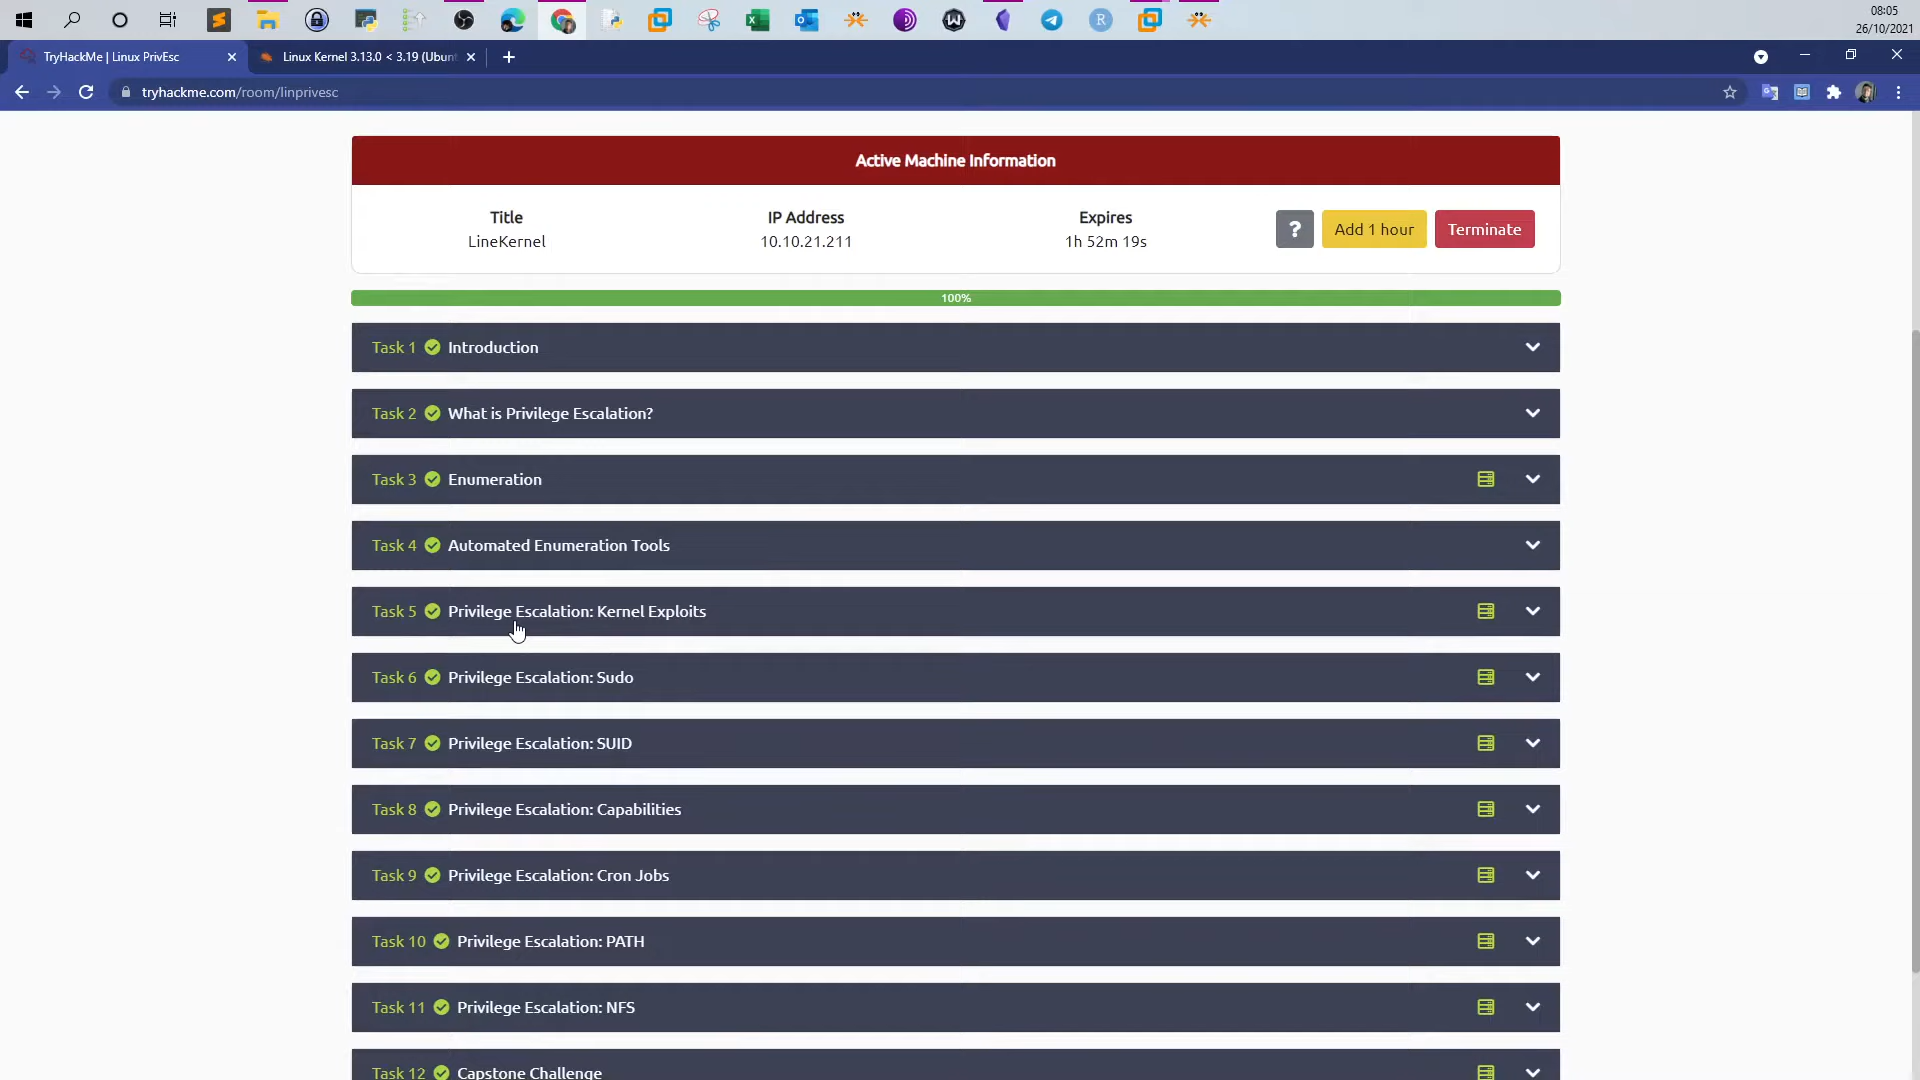 08:05
26/10/2021
TryHackMe | Linux PrivEsc
Linux Kernel 3.13.0 < 3.19 (Ubun
tryhackme.com/room/linprivesc
Active Machine Information
Title
IP Address
Expires
LineKernel
10.10.21.211
1h 52m 19s
?
Add 1 hour
Terminate
100%
Task 1 Introduction
Task 2 What is Privilege Escalation?
Task 3 Enumeration
Task 4 Automated Enumeration Tools
Task 5 Privilege Escalation: Kernel Exploits
Task 6 Privilege Escalation: Sudo
Task 7 Privilege Escalation: SUID
Task 8 Privilege Escalation: Capabilities
Task 9 Privilege Escalation: Cron Jobs
Task 10 Privilege Escalation: PATH
Task 11 Privilege Escalation: NFS
Task 12 Capstone Challenge